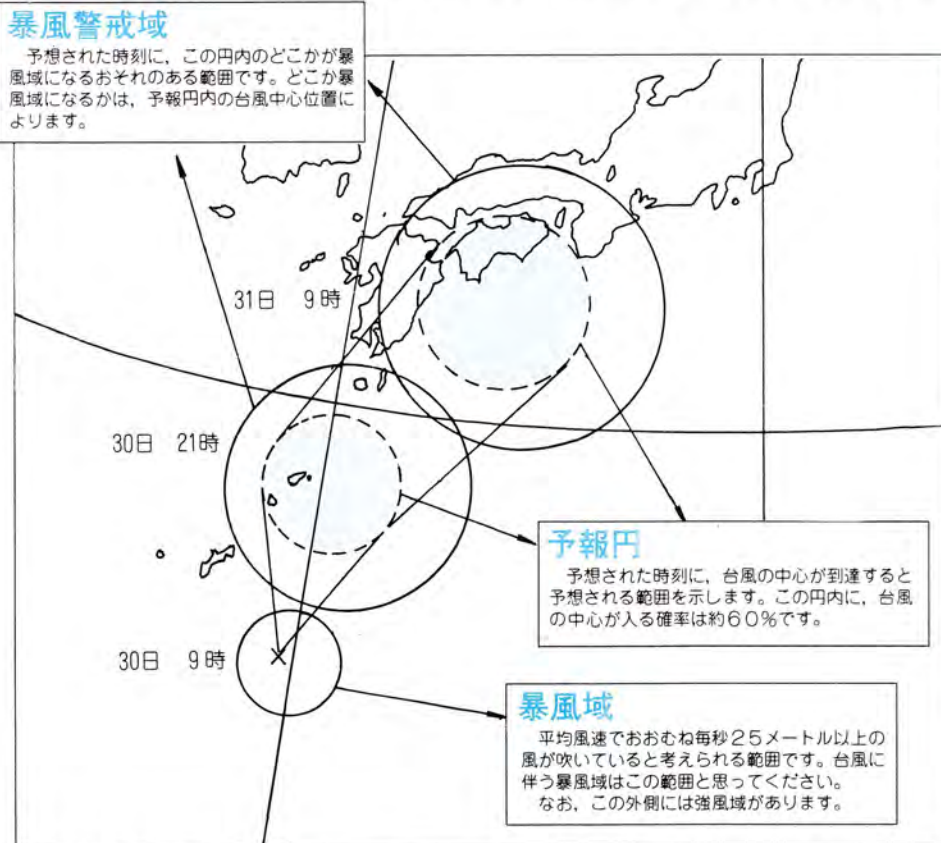 暴風警戒域
予想された時刻に，この円内のどこかが暴
風域になるおそれのある範囲です。どこか暴
風域になるかは，予報円内の台風中心位置に
よります。
31日　9時
30日　21時
予報円
予想された時刻に，台風の中心が到達すると
予想される範囲を示します。この円内に，台風
の中心が入る確率は約60％です。
30日　9時
暴風域
平均風速でおおむね毎秒25メートル以上の
風が吹いていると考えられる範囲です。台風に
伴う暴風域はこの範囲と思ってください。
なお，この外側には強風域があります。